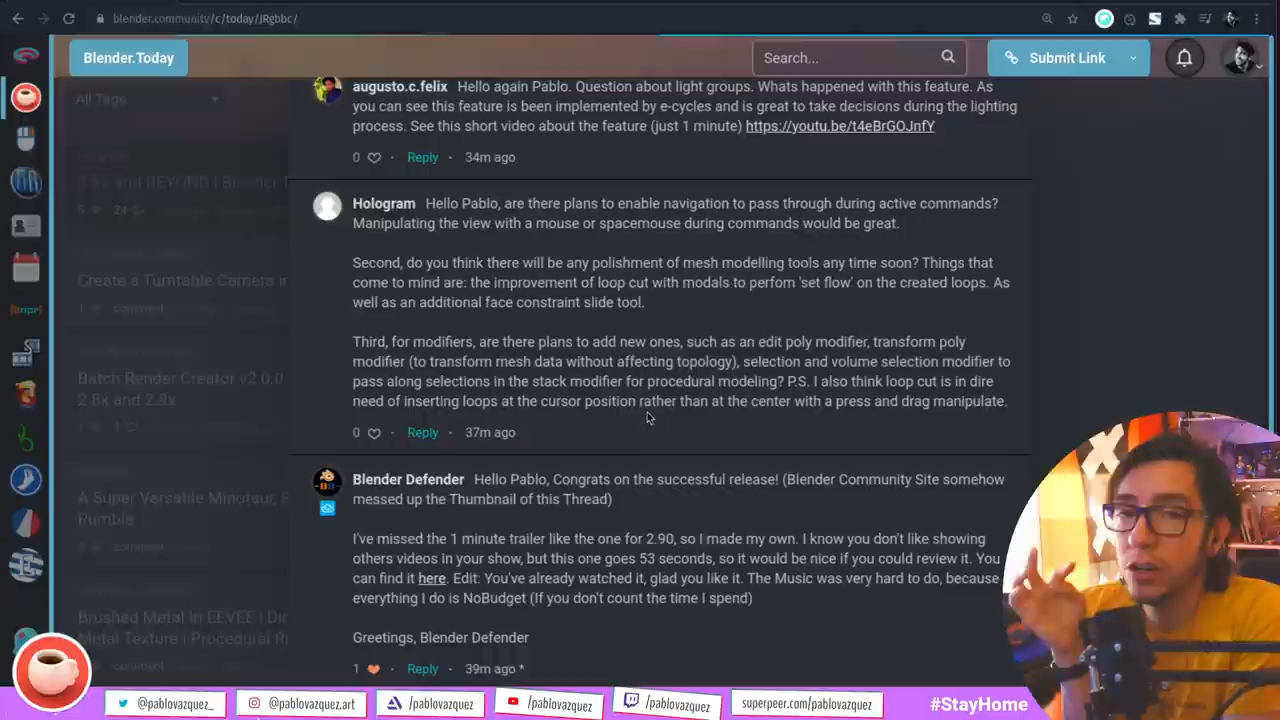 blender.community/c/today/JRgbbc/
Blender.Today
Search...
Submit Link
All Tags
augusto.c.felix Hello again Pablo. Question about light groups. Whats happened with this feature. As
you can see this feature is been implemented by e-cycles and is great to take decisions during the lighting
process. See this short video about the feature (just 1 minute) https://youtu.be/t4eBrGOJnfY
0 · Reply · 34m ago
Hologram Hello Pablo, are there plans to enable navigation to pass through during active commands?
Manipulating the view with a mouse or spacemouse during commands would be great.
Second, do you think there will be any polishment of mesh modelling tools any time soon? Things that
come to mind are: the improvement of loop cut with modals to perfom 'set flow' on the created loops. As
well as an additional face constraint slide tool.
Third, for modifiers, are there plans to add new ones, such as an edit poly modifier, transform poly
modifier (to transform mesh data without affecting topology), selection and volume selection modifier to
pass along selections in the stack modifier for procedural modeling? P.S. I also think loop cut is in dire
need of inserting loops at the cursor position rather than at the center with a press and drag manipulate.
0 · Reply · 37m ago
Blender Defender Hello Pablo, Congrats on the successful release! (Blender Community Site somehow
messed up the Thumbnail of this Thread)
I've missed the 1 minute trailer like the one for 2.90, so I made my own. I know you don't like showing
others videos in your show, but this one goes 53 seconds, so it would be nice if you could review it. You
can find it here. Edit: You've already watched it, glad you like it. The Music was very hard to do, because
everything I do is NoBudget (If you don't count the time I spend)
Greetings, Blender Defender
1 · Reply · 39m ago *
and BEYOND | Blender
5 24
Create a Turntable Camera in
1 comment
Batch Render Creator v2.0.0
2.8x and 2.9x
A Super Versatile Minotaur,
Rumble
comment
Brushed Metal In EEVEE |
Metal Texture | Procedural
comment
@pablovazquez_
@pablovazquez.art
/pablovazquez
/pablovazquez
/pablovazquez
superpeer.com/pablovazquez
#StayHome